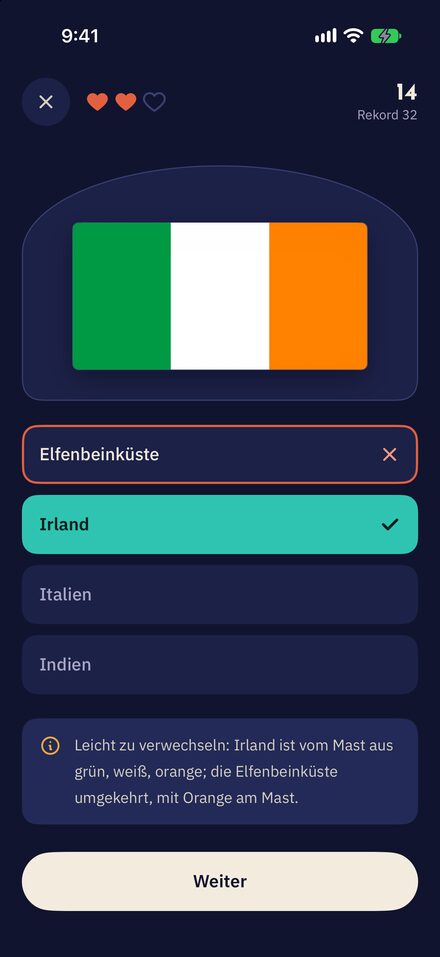 9:41
14
Rekord 32
Elfenbeinküste
Irland
Italien
Indien
Leicht zu verwechseln: Irland ist vom Mast aus
grün, weiß, orange; die Elfenbeinküste
umgekehrt, mit Orange am Mast.
Weiter